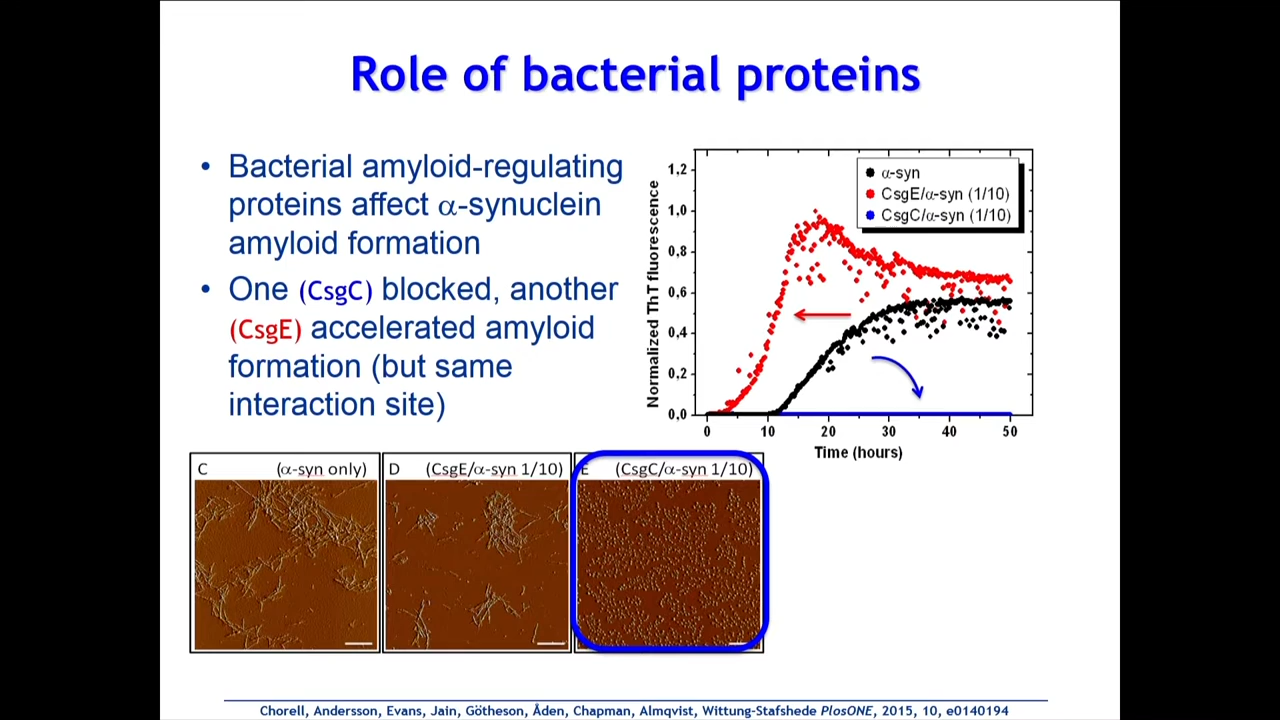 Role of bacterial proteins
• Bacterial amyloid-regulating
proteins affect α-synuclein
amyloid formation
• One (CsgC) blocked, another
(CsgE) accelerated amyloid
formation (but same
interaction site)
Normalized ThT fluorescence
1,2
1,0
0,8
0,6
0,4
0,2
0,0
α-syn
CsgE/α-syn (1/10)
CsgC/α-syn (1/10)
0 10 20 30 40 50
Time (hours)
C (α-syn only)
D (CsgE/α-syn 1/10)
E (CsgC/α-syn 1/10)
Chorell, Andersson, Evans, Jain, Götheson, Åden, Chapman, Almqvist, Wittung-Stafshede PlosONE, 2015, 10, e0140194